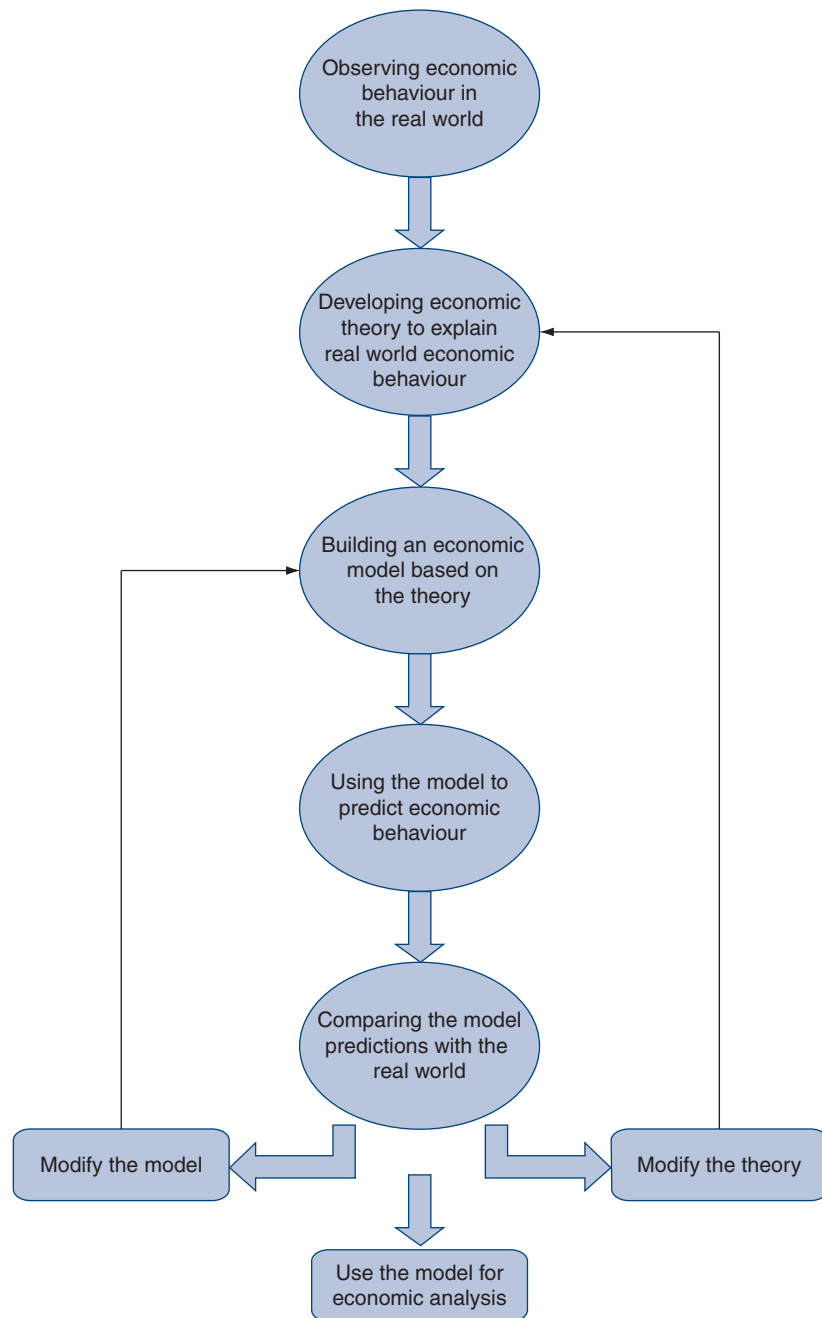 Observing economic
behaviour in
the real world
Developing economic
theory to explain
real world economic
behaviour
Building an economic
model based on
the theory
Using the model to
predict economic
behaviour
Comparing the model
predictions with the
real world
Modify the model
Modify the theory
Use the model for
economic analysis